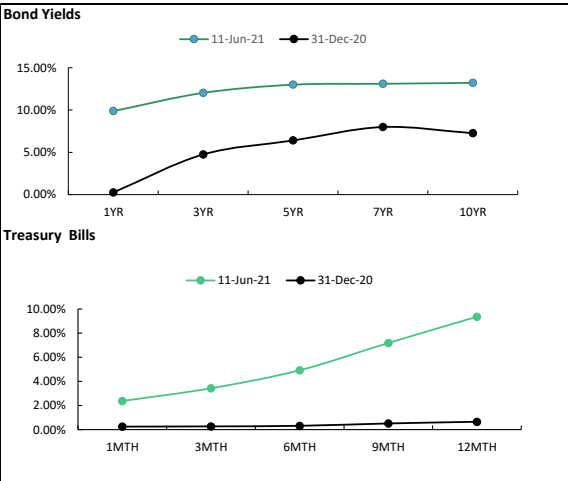 Bond Yields
11-Jun-21 31-Dec-20
15.00%
10.00%
5.00%
0.00%
1YR 3YR 5YR 7YR 10YR
Treasury Bills
11-Jun-21 31-Dec-20
10.00%
8.00%
6.00%
4.00%
2.00%
0.00%
1MTH 3MTH 6MTH 9MTH 12MTH